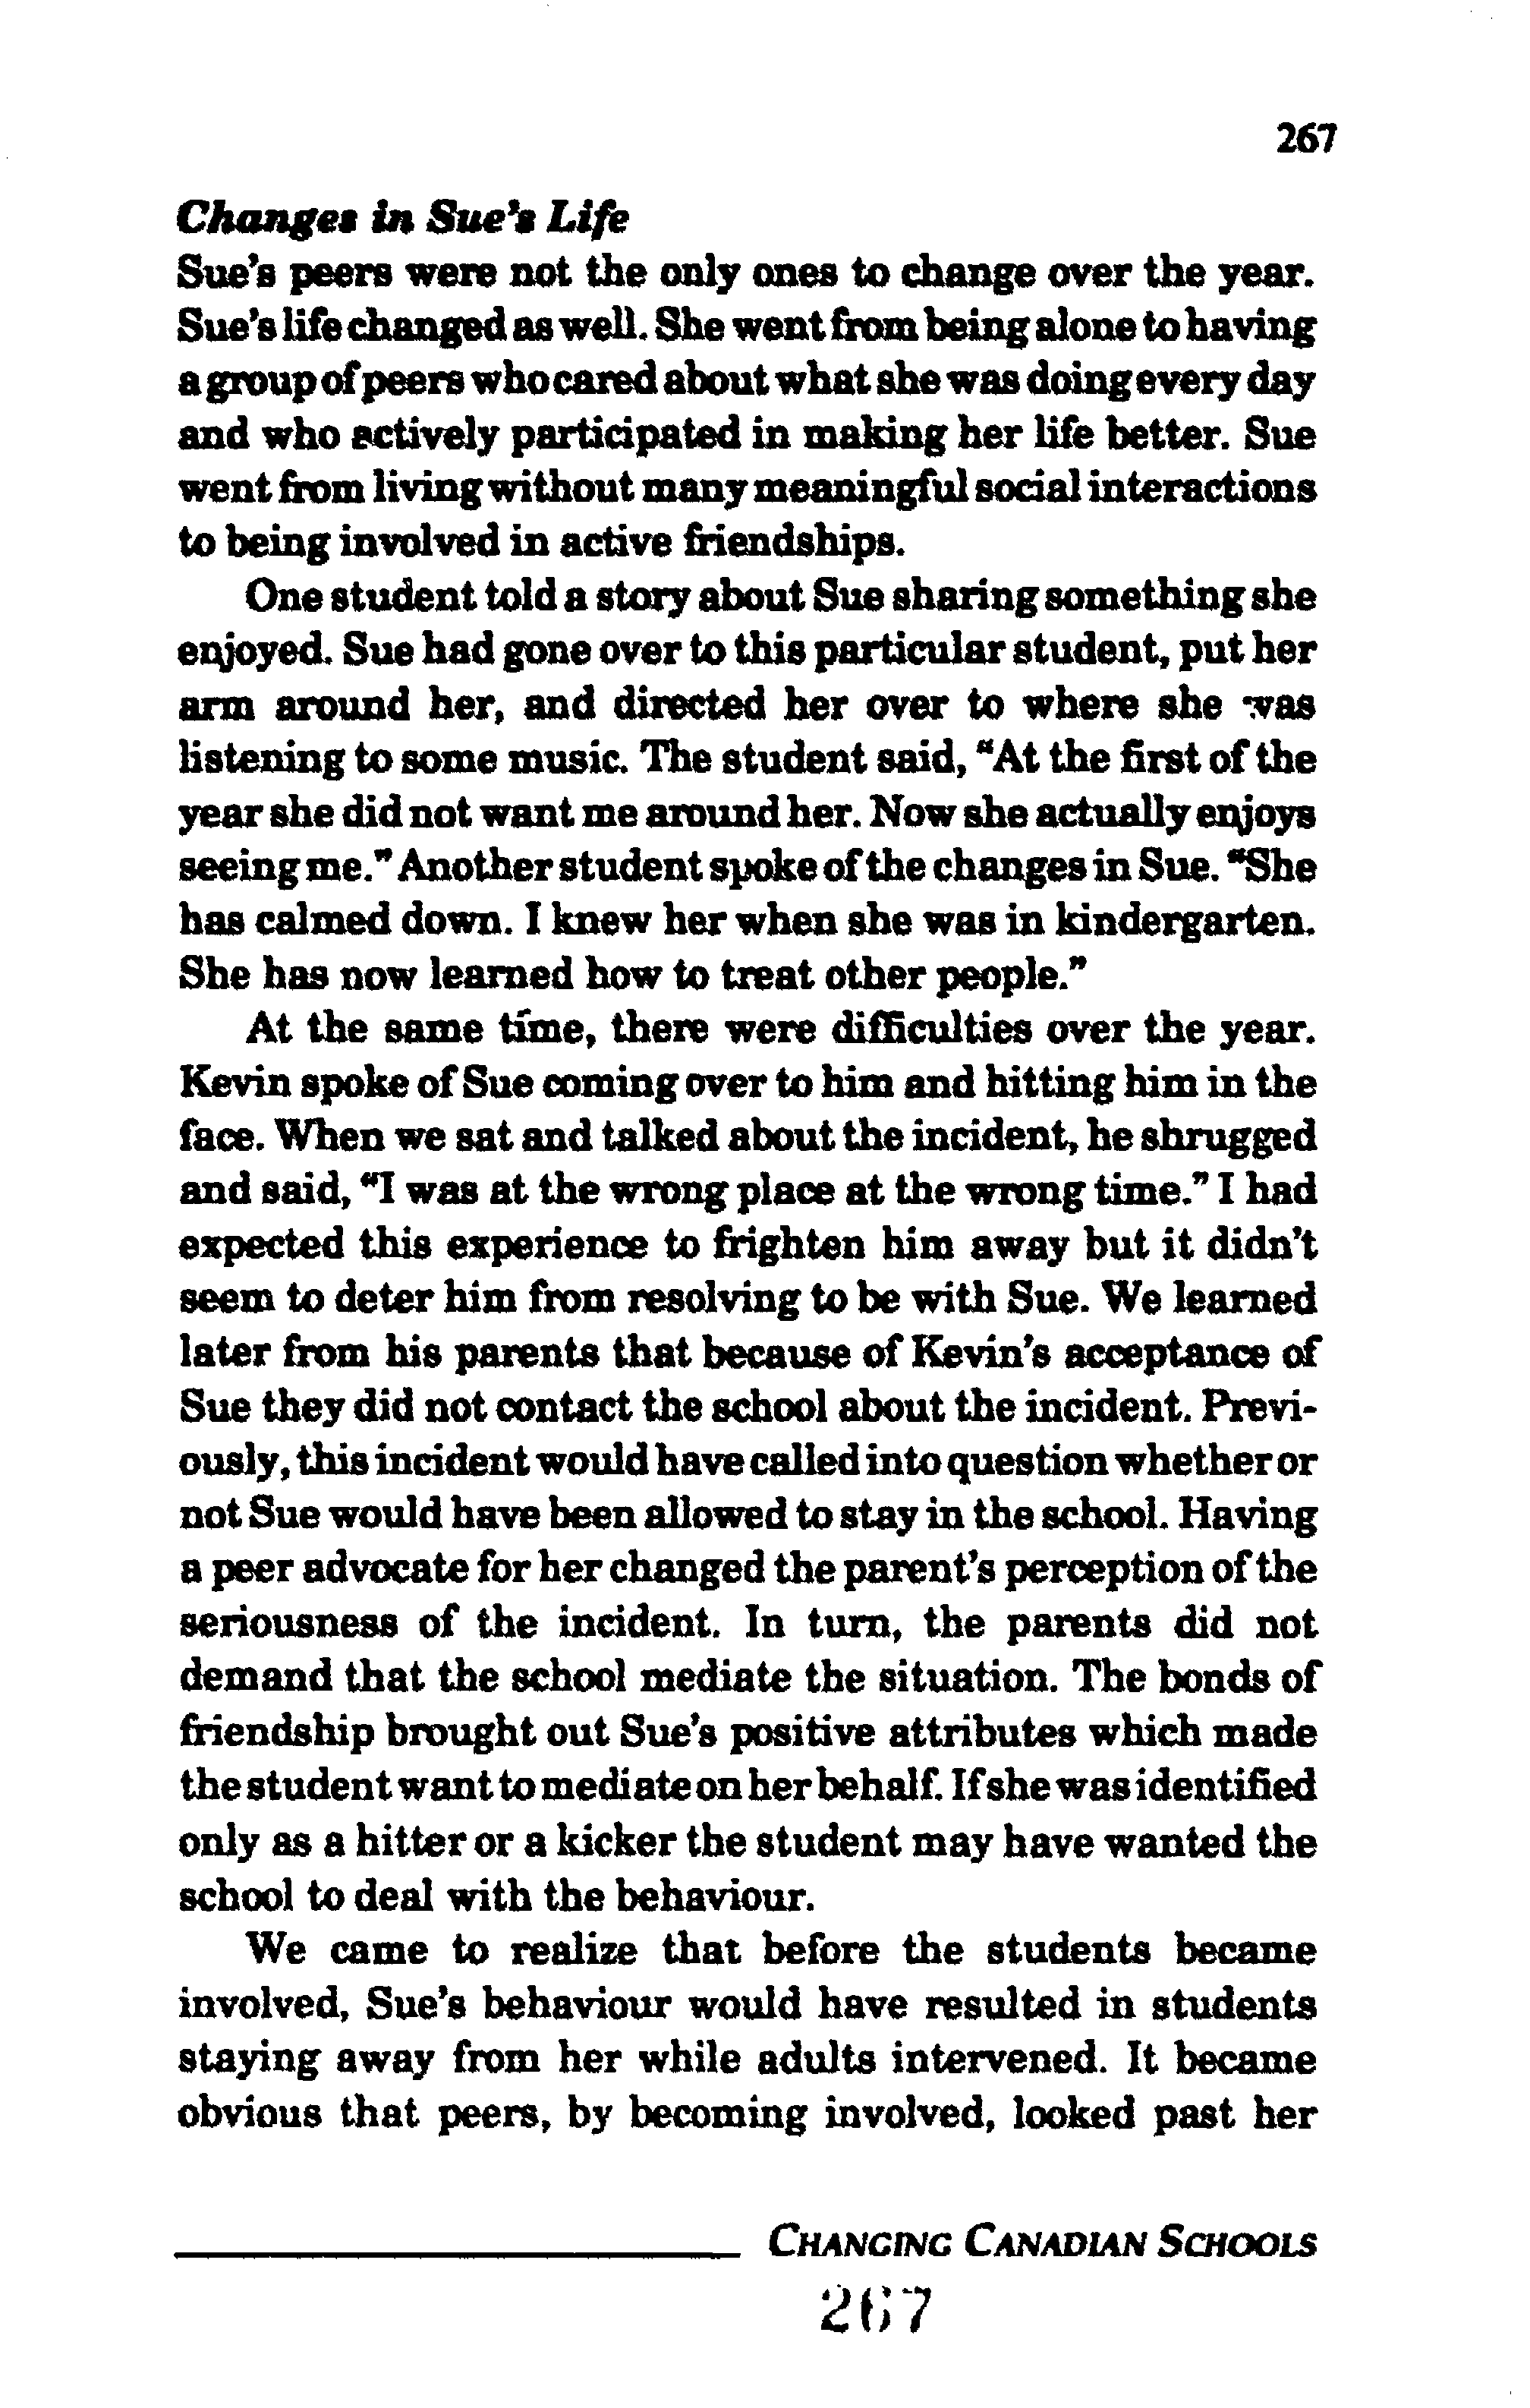 267
Changes in Sue's Life
Sue's peers were not the only ones to change over the year.
Sue's life changed as well. She went from being alone to having
a group of peers who cared about what she was doing every day
and who actively participated in making her life better. Sue
went from living without many meaningful social interactions
to being involved in active friendships.
One student told a story about Sue sharing something she
enjoyed. Sue had gone over to this particular student, put her
arm around her, and directed her over to where she was
listening to some music. The student said, "At the first of the
year she did not want me around her. Now she actually enjoys
seeing me." Another student spoke of the changes in Sue. "She
has calmed down. I knew her when she was in kindergarten.
She has now learned how to treat other people."
At the same time, there were difficulties over the year.
Kevin spoke of Sue coming over to him and hitting him in the
face. When we sat and talked about the incident, he shrugged
and said, "I was at the wrong place at the wrong time." I had
expected this experience to frighten him away but it didn't
seem to deter him from resolving to be with Sue. We learned
later from his parents that because of Kevin's acceptance of
Sue they did not contact the school about the incident. Previ-
ously, this incident would have called into question whether or
not Sue would have been allowed to stay in the school. Having
a peer advocate for her changed the parent's perception of the
seriousness of the incident. In turn, the parents did not
demand that the school mediate the situation. The bonds of
friendship brought out Sue's positive attributes which made
the student want to mediate on her behalf. If she was identified
only as a hitter or a kicker the student may have wanted the
school to deal with the behaviour.
We came to realize that before the students became
involved, Sue's behaviour would have resulted in students
staying away from her while adults intervened. It became
obvious that peers, by becoming involved, looked past her
CHANGING CANADIAN SCHOOLS
267